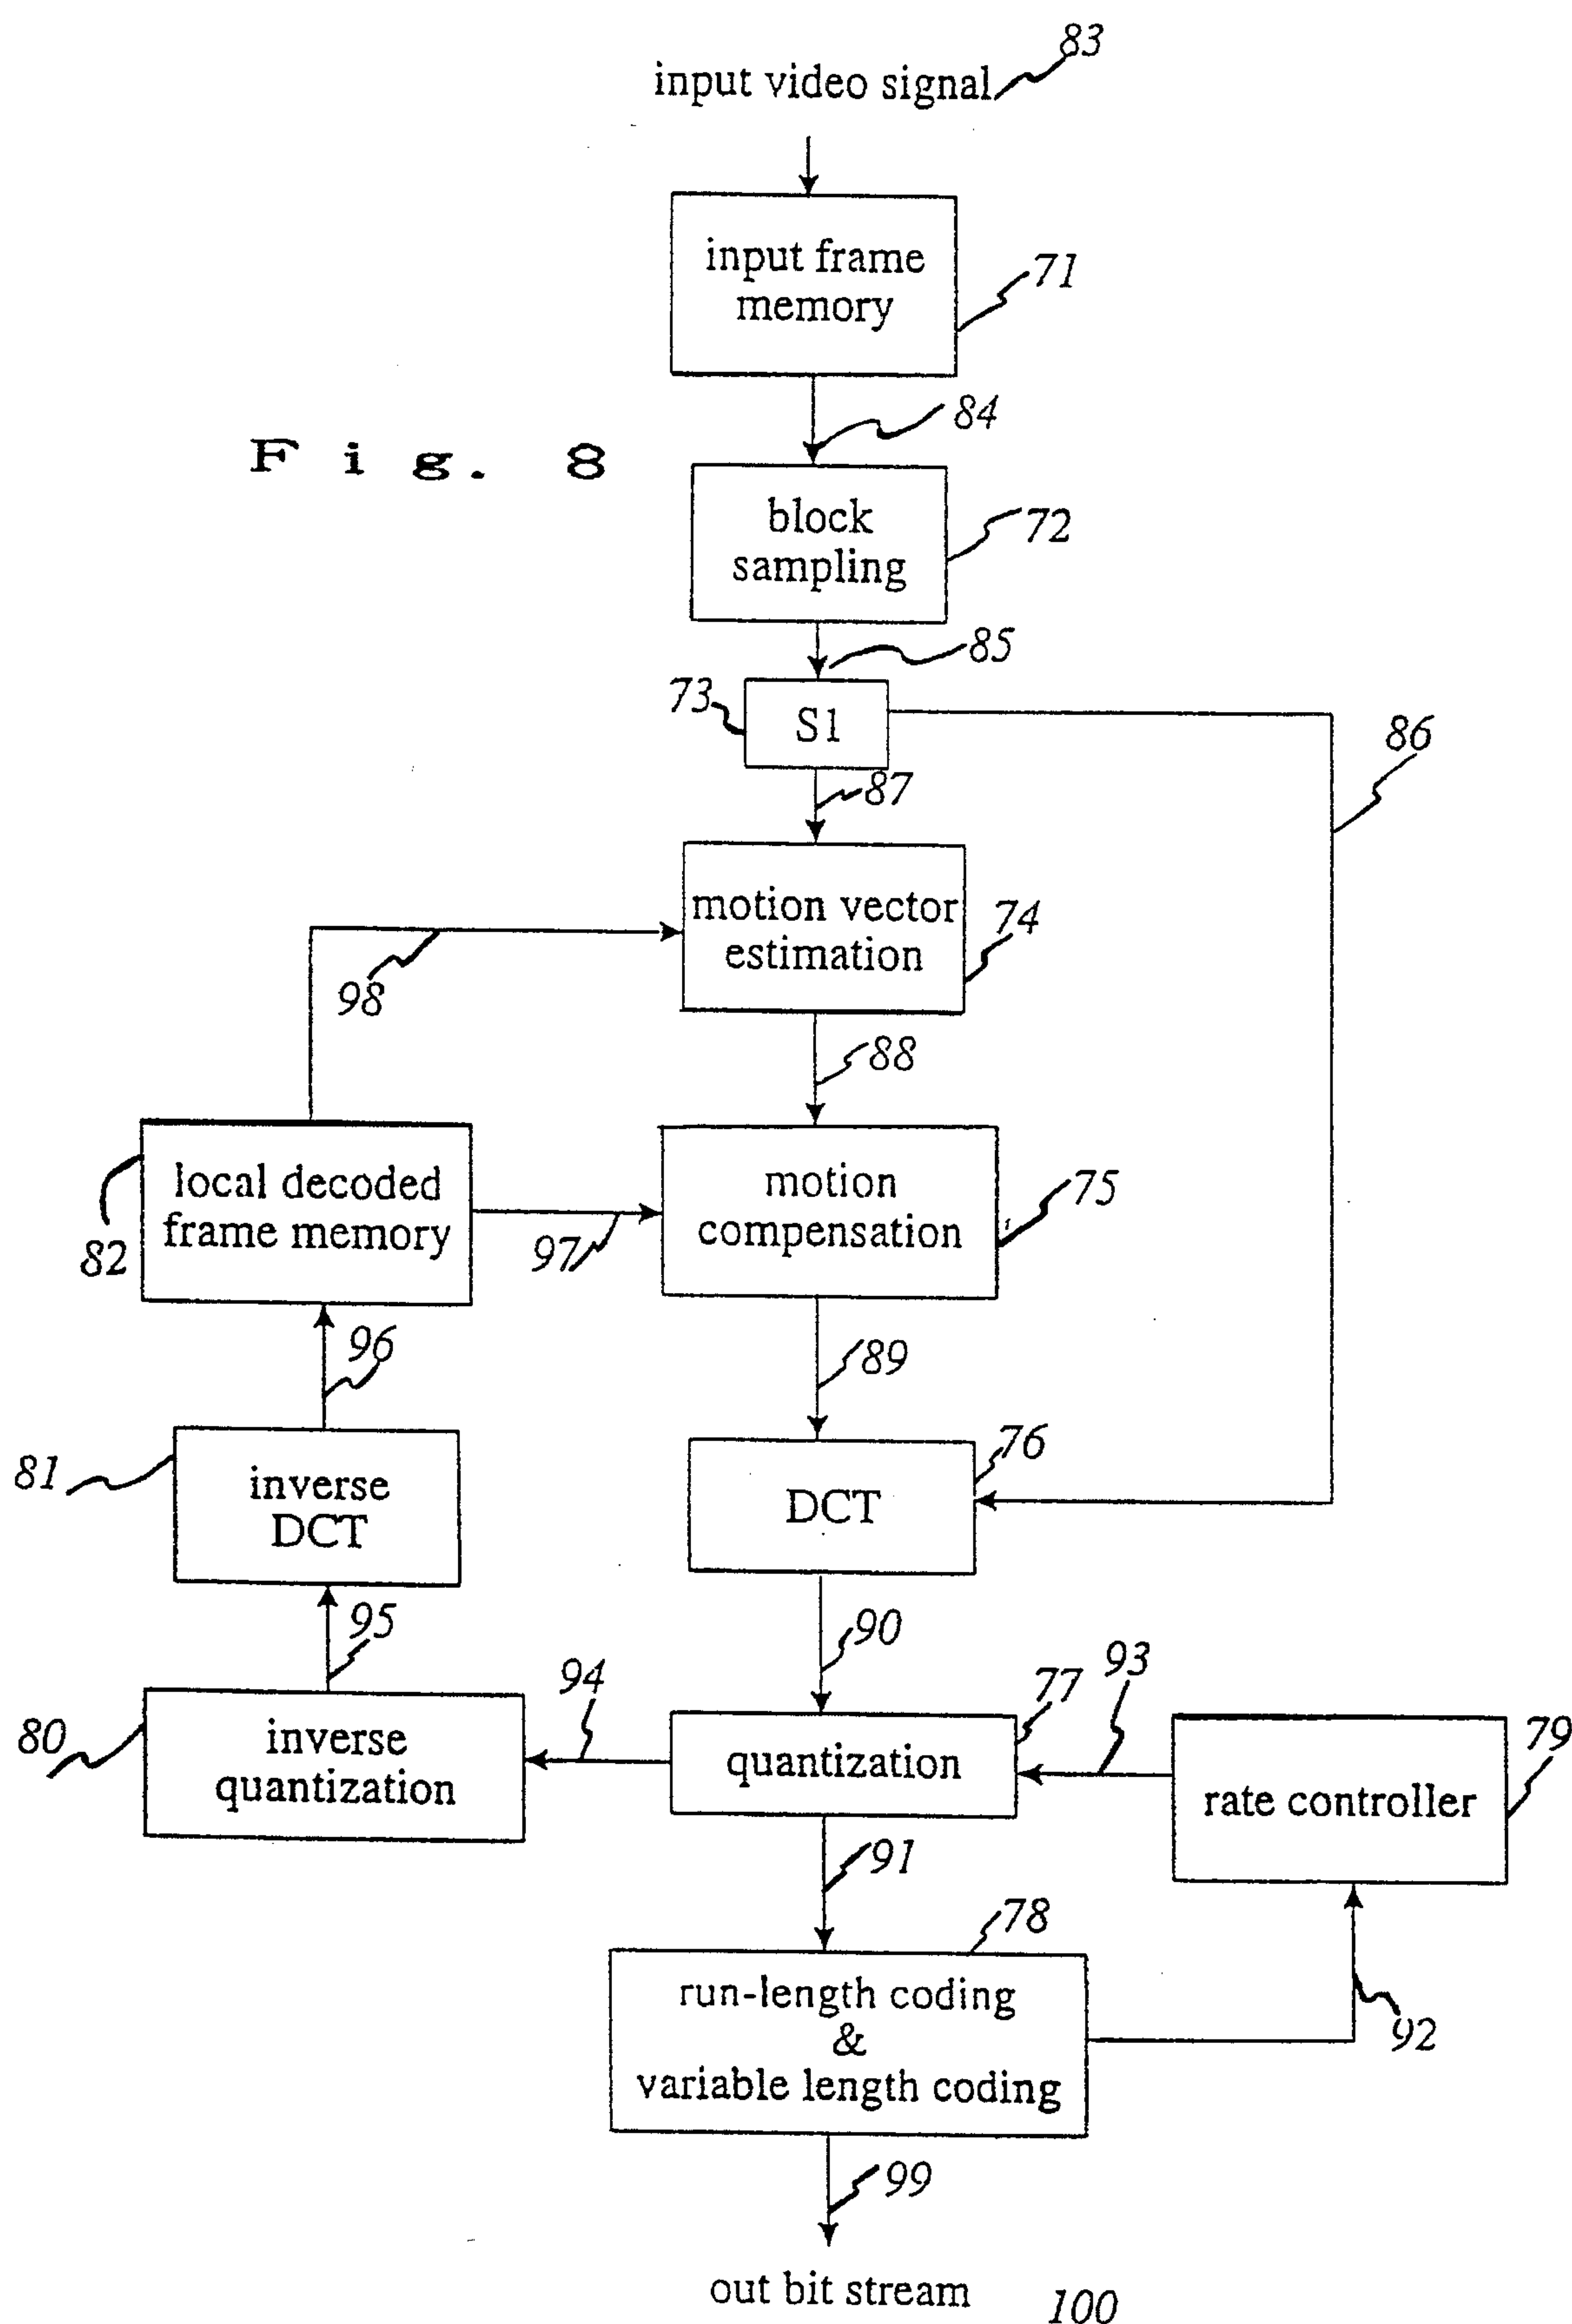 83
input video signal
input frame
memory
71
84
Fig. 8
block
sampling
72
85
73
S1
86
87
motion vector
estimation
74
98
88
local decoded
frame memory
82
97
motion
compensation
75
96
89
81
inverse
DCT
76
DCT
95
90
94
93
77
80
inverse
quantization
quantization
79
rate controller
91
78
run-length coding
&
variable length coding
92
99
out bit stream
100